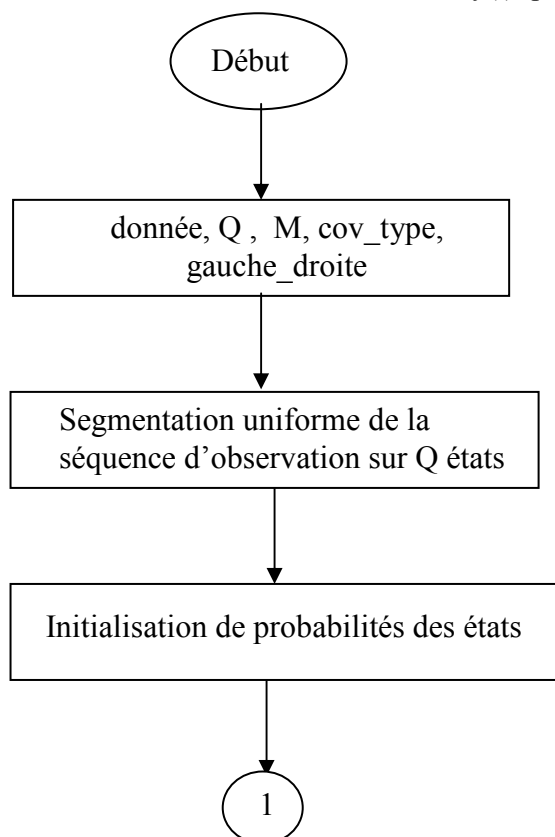 Début
donnée, Q , M, cov_type,
gauche_droite
Segmentation uniforme de la
séquence d’observation sur Q états
Initialisation de probabilités des états
1